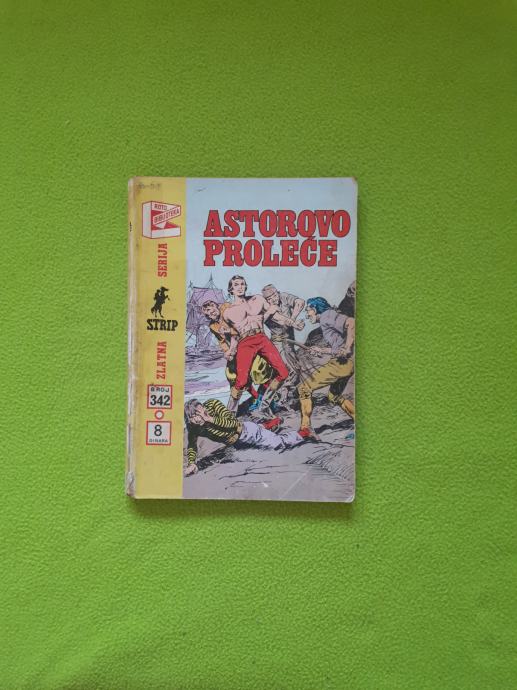 ASTOROVO
PROLEĆE
ROTO
BIBLIOTEKA
ZLATNA SERIJA
STRIP
BROJ
342
8
DINARA